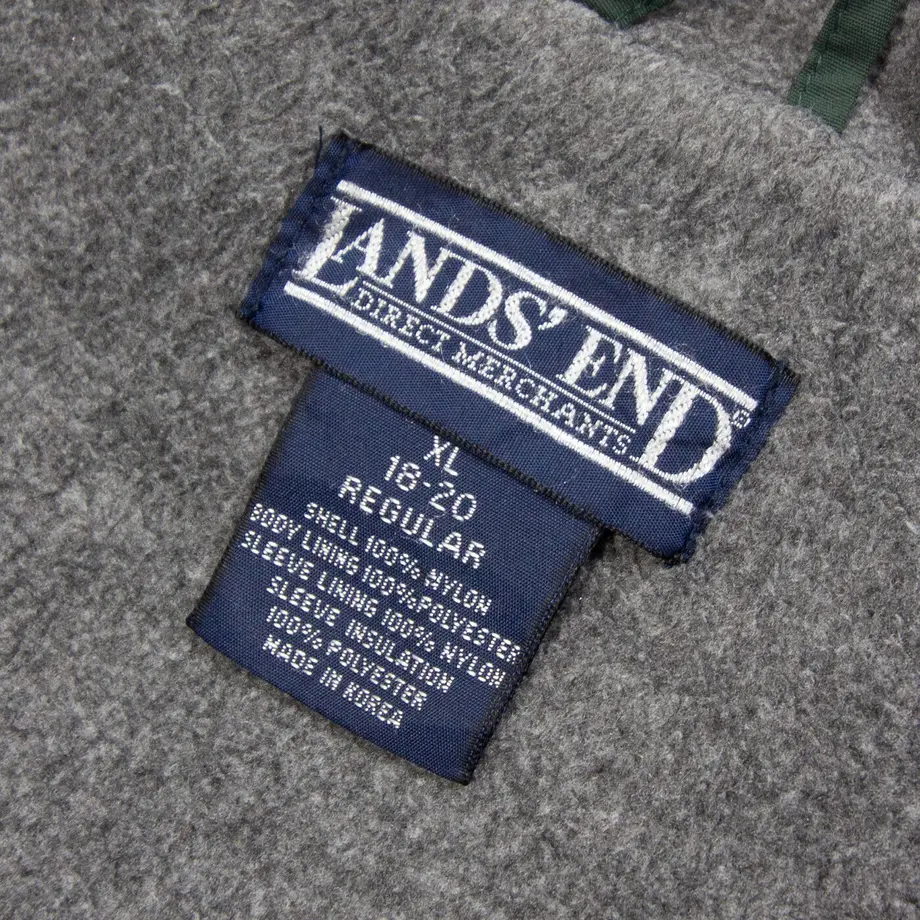 LANDS' END®
DIRECT MERCHANTS
XL
18-20
REGULAR
SHELL 100% NYLON
BODY LINING 100% POLYESTER
SLEEVE LINING 100% NYLON
SLEEVE INSULATION
100% POLYESTER
MADE IN KOREA